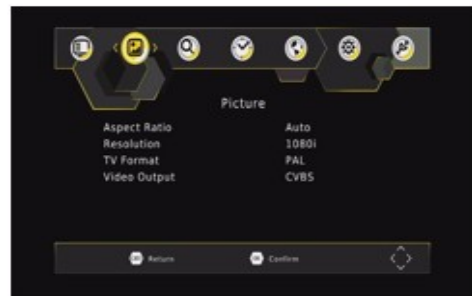 Picture
Aspect Ratio Auto
Resolution 1080i
TV Format PAL
Video Output CVBS
Return Confirm